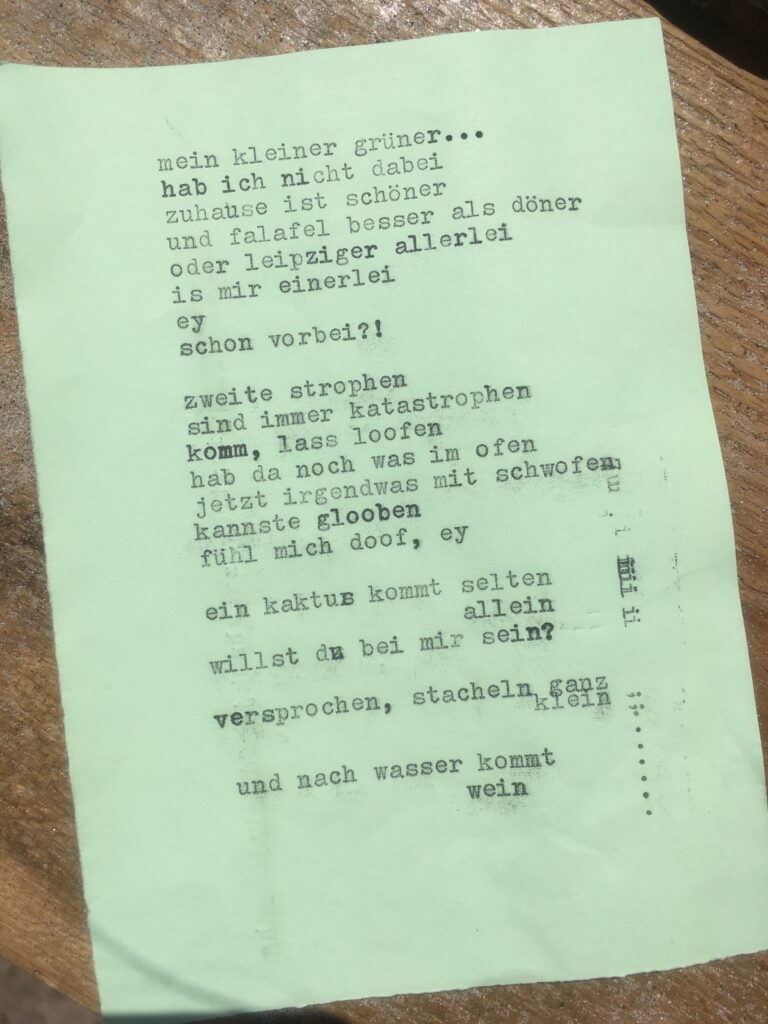 mein kleiner grüner...
hab ich nicht dabei
zuhause ist schöner
und falafel besser als döner
oder leipziger allerlei
is mir einerlei
ey
schon vorbei?!
zweite strophen
sind immer katastrophen
komm, lass loofen
hab da noch was im ofen
jetzt irgendwas mit schwofen
kannste glooben
fühl mich doof, ey
ein kaktus kommt selten
allein
willst du bei mir sein?
versprochen, stacheln ganz
klein
und nach wasser kommt
wein